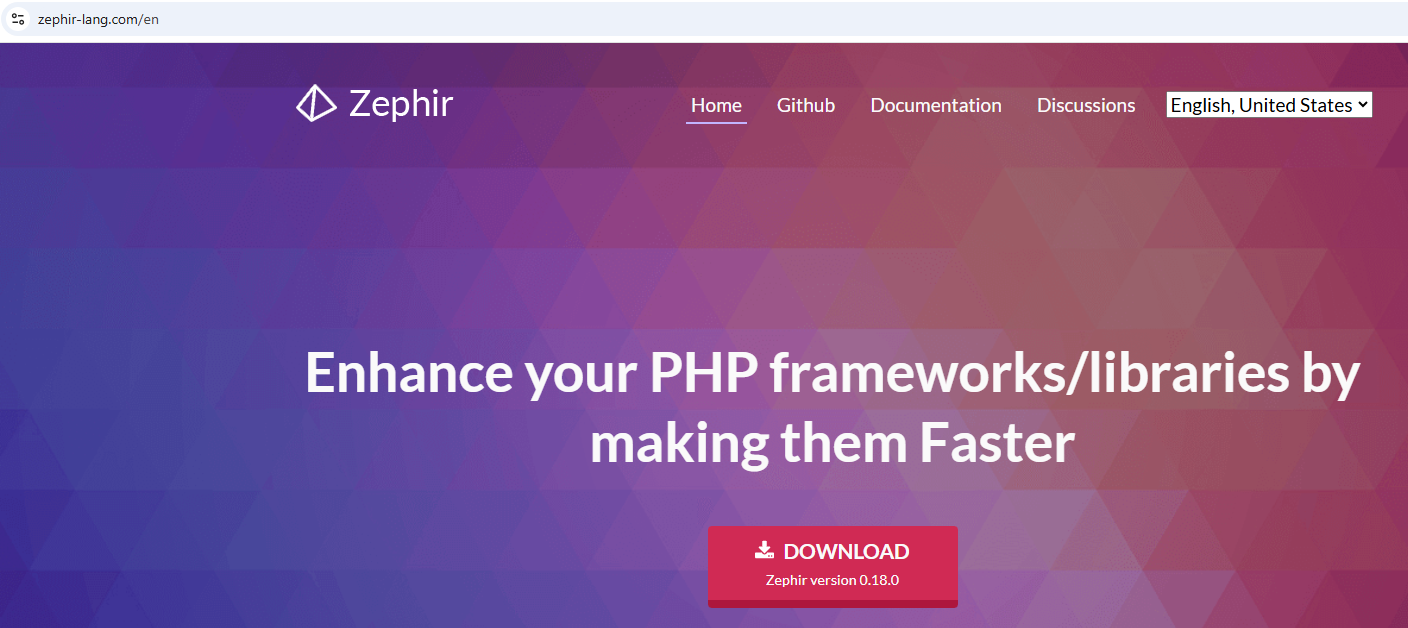 zephir-lang.com/en
Zephir
Home Github Documentation Discussions English, United States
Enhance your PHP frameworks/libraries by
making them Faster
DOWNLOAD
Zephir version 0.18.0